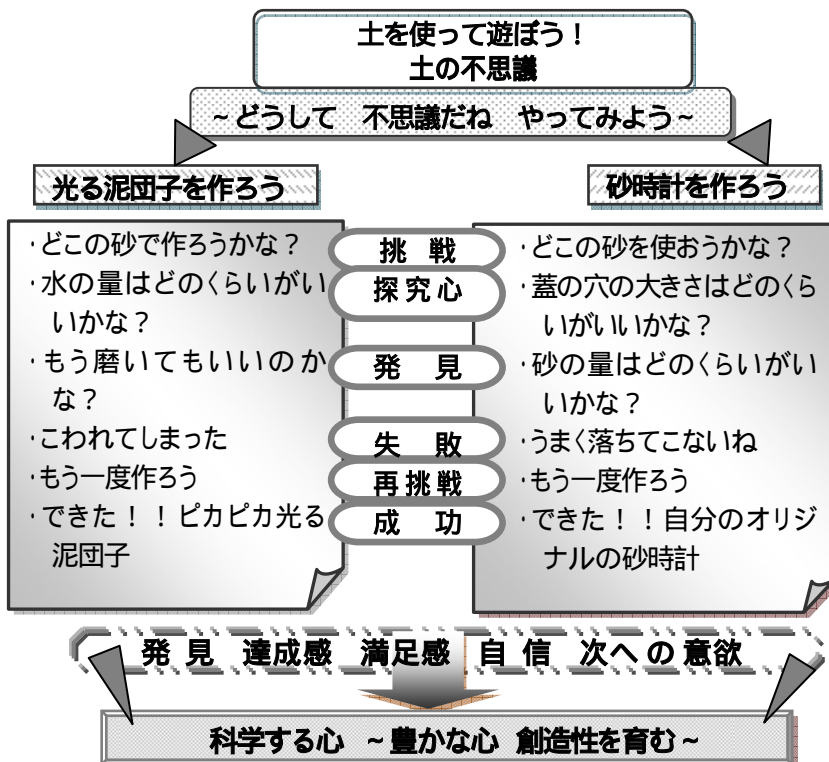 土を使って遊ぼう！
土の不思議
～どうして　不思議だね　やってみよう～
光る泥団子を作ろう
・どこの砂で作ろうかな？
・水の量はどのくらいがい
いかな？
・もう磨いてもいいのか
な？
・こわれてしまった
・もう一度作ろう
・できた！！ピカピカ光る
泥団子
挑　戦
探究心
発　見
失　敗
再挑戦
成　功
砂時計を作ろう
・どこの砂を使おうかな？
・蓋の穴の大きさはどのくら
いがいいかな？
・砂の量はどのくらいがい
いかな？
・うまく落ちてこないね
・もう一度作ろう
・できた！！自分のオリジ
ナルの砂時計
発 見　達成感　満足感　自 信　次への意欲
科学する心　～豊かな心 創造性を育む～